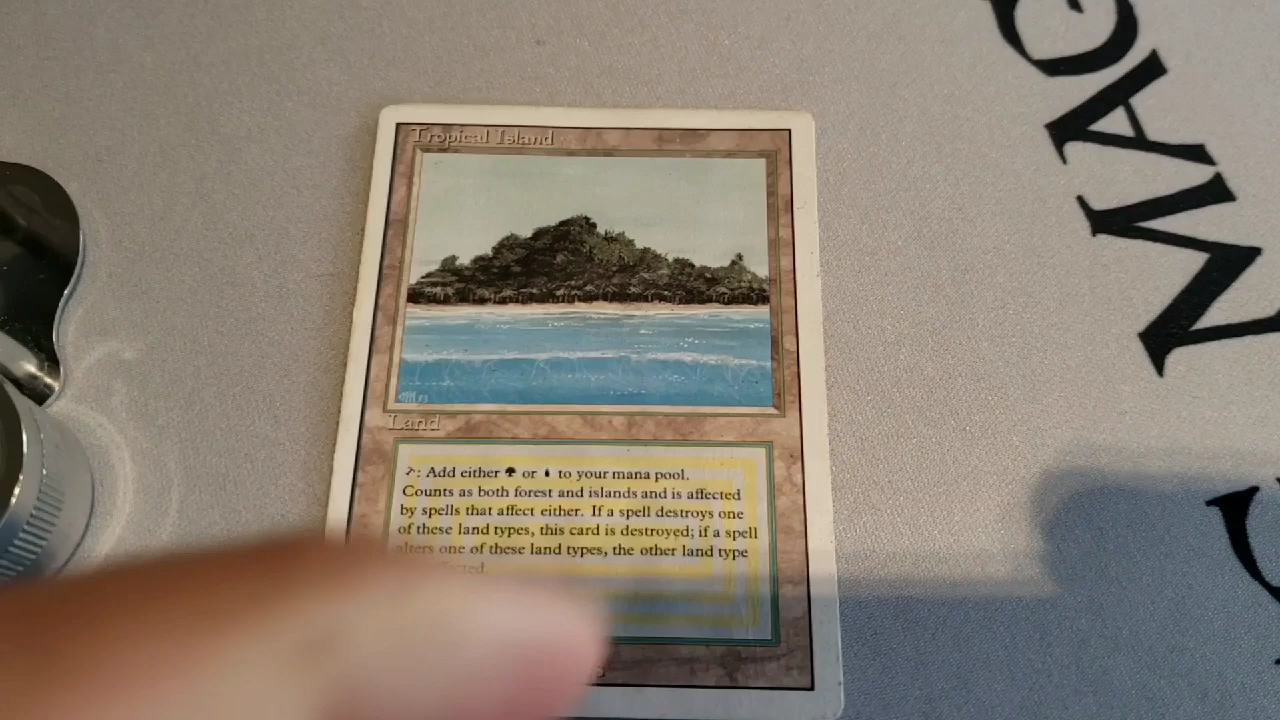 Tropical Island
Land
: Add either or to your mana pool.
Counts as both forest and islands and is affected
by spells that affect either. If a spell destroys one
of these land types, this card is destroyed; if a spell
alters one of these land types, the other land type
MAG